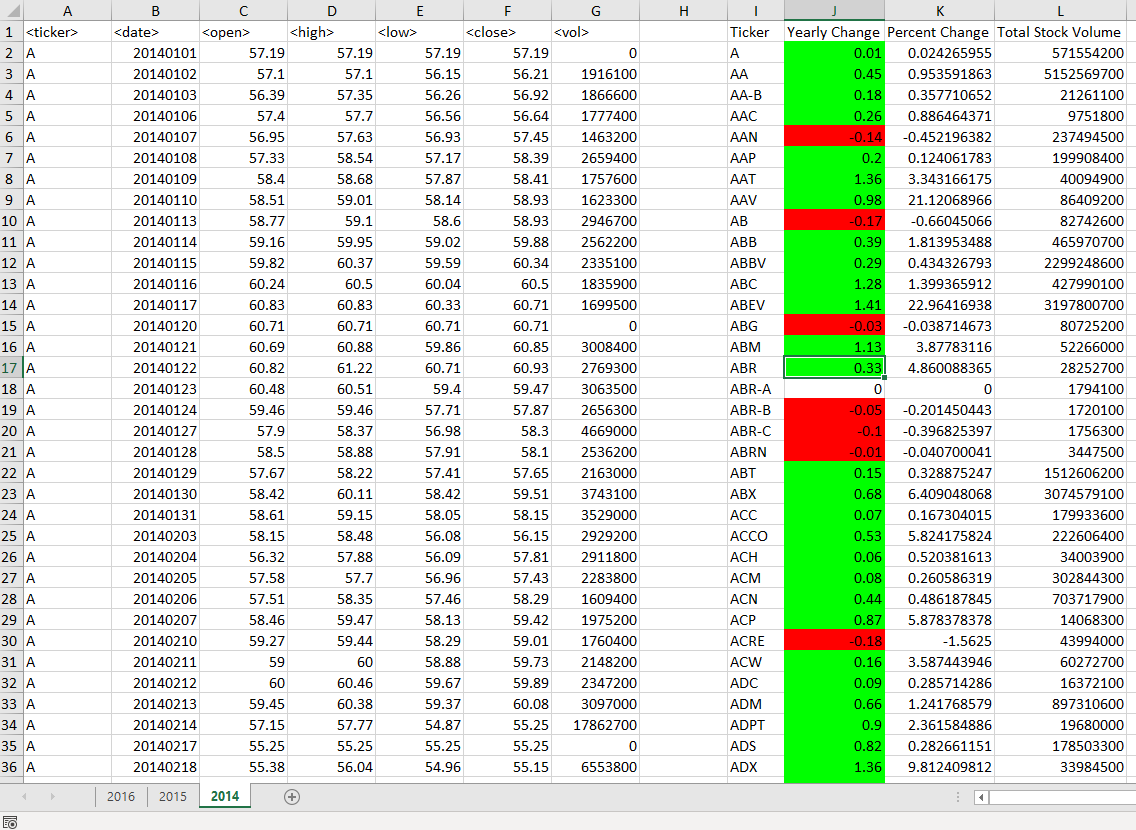 A B C D E F G H I J K L
1 <ticker> <date> <open> <high> <low> <close> <vol> Ticker Yearly Change Percent Change Total Stock Volume
2 A 20140101 57.19 57.19 57.19 57.19 0 A 0.01 0.024265955 571554200
3 A 20140102 57.1 57.1 56.15 56.21 1916100 AA 0.45 0.953591863 5152569700
4 A 20140103 56.39 57.35 56.26 56.92 1866600 AA-B 0.18 0.357710652 21261100
5 A 20140106 57.4 57.7 56.56 56.64 1777400 AAC 0.26 0.886464371 9751800
6 A 20140107 56.95 57.63 56.93 57.45 1463200 AAN -0.14 -0.452196382 237494500
7 A 20140108 57.33 58.54 57.17 58.39 2659400 AAP 0.2 0.124061783 199908400
8 A 20140109 58.4 58.68 57.87 58.41 1757600 AAT 1.36 3.343166175 40094900
9 A 20140110 58.51 59.01 58.14 58.93 1623300 AAV 0.98 21.12068966 86409200
10 A 20140113 58.77 59.1 58.6 58.93 2946700 AB -0.17 -0.66045066 82742600
11 A 20140114 59.16 59.95 59.02 59.88 2562200 ABB 0.39 1.813953488 465970700
12 A 20140115 59.82 60.37 59.59 60.34 2335100 ABBV 0.29 0.434326793 2299248600
13 A 20140116 60.24 60.5 60.04 60.5 1835900 ABC 1.28 1.399365912 427990100
14 A 20140117 60.83 60.83 60.33 60.71 1699500 ABEV 1.41 22.96416938 3197800700
15 A 20140120 60.71 60.71 60.71 60.71 0 ABG -0.03 -0.038714673 80725200
16 A 20140121 60.69 60.88 59.86 60.85 3008400 ABM 1.13 3.87783116 52266000
17 A 20140122 60.82 61.22 60.71 60.93 2769300 ABR 0.33 4.860088365 28252700
18 A 20140123 60.48 60.51 59.4 59.47 3063500 ABR-A 0 0 1794100
19 A 20140124 59.46 59.46 57.71 57.87 2656300 ABR-B -0.05 -0.201450443 1720100
20 A 20140127 57.9 58.37 56.98 58.3 4669000 ABR-C -0.1 -0.396825397 1756300
21 A 20140128 58.5 58.88 57.91 58.1 2536200 ABRN -0.01 -0.040700041 3447500
22 A 20140129 57.67 58.22 57.41 57.65 2163000 ABT 0.15 0.328875247 1512606200
23 A 20140130 58.42 60.11 58.42 59.51 3743100 ABX 0.68 6.409048068 3074579100
24 A 20140131 58.61 59.15 58.05 58.15 3529000 ACC 0.07 0.167304015 179933600
25 A 20140203 58.15 58.48 56.08 56.15 2929200 ACCO 0.53 5.824175824 222606400
26 A 20140204 56.32 57.88 56.09 57.81 2911800 ACH 0.06 0.520381613 34003900
27 A 20140205 57.58 57.7 56.96 57.43 2283800 ACM 0.08 0.260586319 302844300
28 A 20140206 57.51 58.35 57.46 58.29 1609400 ACN 0.44 0.486187845 703717900
29 A 20140207 58.46 59.47 58.13 59.42 1975200 ACP 0.87 5.878378378 14068300
30 A 20140210 59.27 59.44 58.29 59.01 1760400 ACRE -0.18 -1.5625 43994000
31 A 20140211 59 60 58.88 59.73 2148200 ACW 0.16 3.587443946 60272700
32 A 20140212 60 60.46 59.67 59.89 2347200 ADC 0.09 0.285714286 16372100
33 A 20140213 59.45 60.38 59.37 60.08 3097000 ADM 0.66 1.241768579 897310600
34 A 20140214 57.15 57.77 54.87 55.25 17862700 ADPT 0.9 2.361584886 19680000
35 A 20140217 55.25 55.25 55.25 55.25 0 ADS 0.82 0.282661151 178503300
36 A 20140218 55.38 56.04 54.96 55.15 6553800 ADX 1.36 9.812409812 33984500
2016 2015 2014